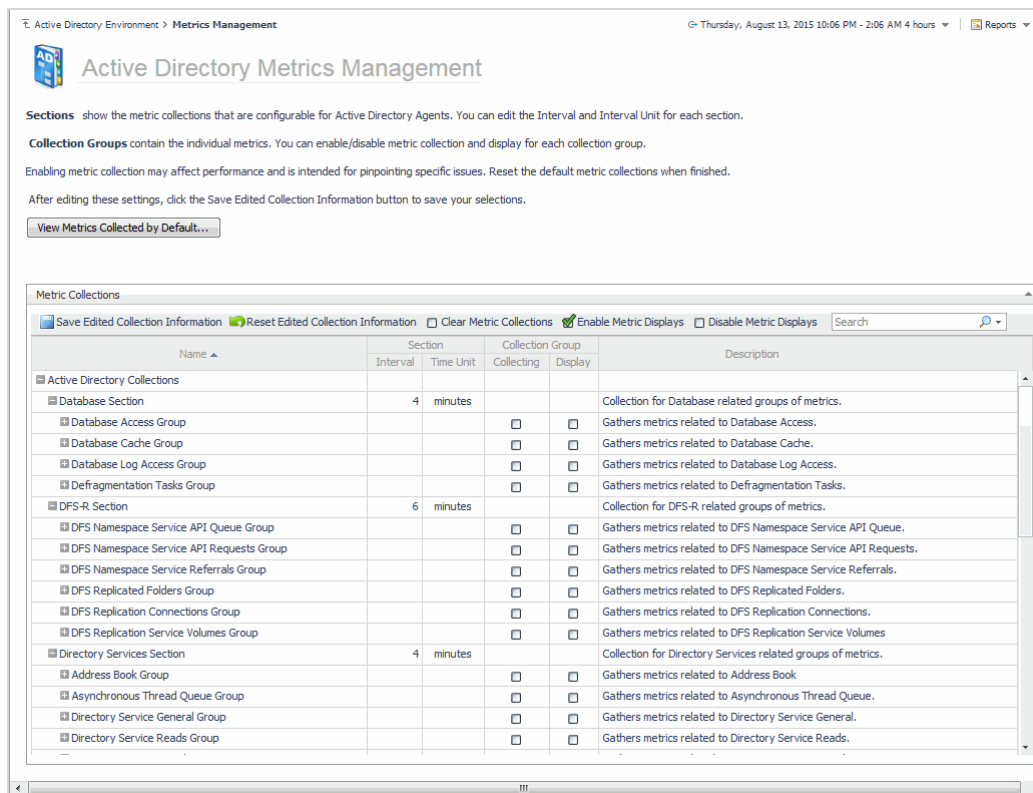 Active Directory Environment > Metrics Management
Thursday, August 13, 2015 10:06 PM - 2:06 AM 4 hours
Reports
AD
Active Directory Metrics Management
Sections show the metric collections that are configurable for Active Directory Agents. You can edit the Interval and Interval Unit for each section.
Collection Groups contain the individual metrics. You can enable/disable metric collection and display for each collection group.
Enabling metric collection may affect performance and is intended for pinpointing specific issues. Reset the default metric collections when finished.
After editing these settings, click the Save Edited Collection Information button to save your selections.
View Metrics Collected by Default...
Metric Collections
Save Edited Collection Information Reset Edited Collection Information Clear Metric Collections Enable Metric Displays Disable Metric Displays Search
Name Section Collection Group Description
Interval Time Unit Collecting Display
Active Directory Collections
Database Section 4 minutes Collection for Database related groups of metrics.
Database Access Group Gathers metrics related to Database Access.
Database Cache Group Gathers metrics related to Database Cache.
Database Log Access Group Gathers metrics related to Database Log Access.
Defragmentation Tasks Group Gathers metrics related to Defragmentation Tasks.
DFS-R Section 6 minutes Collection for DFS-R related groups of metrics.
DFS Namespace Service API Queue Group Gathers metrics related to DFS Namespace Service API Queue.
DFS Namespace Service API Requests Group Gathers metrics related to DFS Namespace Service API Requests.
DFS Namespace Service Referrals Group Gathers metrics related to DFS Namespace Service Referrals.
DFS Replicated Folders Group Gathers metrics related to DFS Replicated Folders.
DFS Replication Connections Group Gathers metrics related to DFS Replication Connections.
DFS Replication Service Volumes Group Gathers metrics related to DFS Replication Service Volumes
Directory Services Section 4 minutes Collection for Directory Services related groups of metrics.
Address Book Group Gathers metrics related to Address Book
Asynchronous Thread Queue Group Gathers metrics related to Asynchronous Thread Queue.
Directory Service General Group Gathers metrics related to Directory Service General.
Directory Service Reads Group Gathers metrics related to Directory Service Reads.